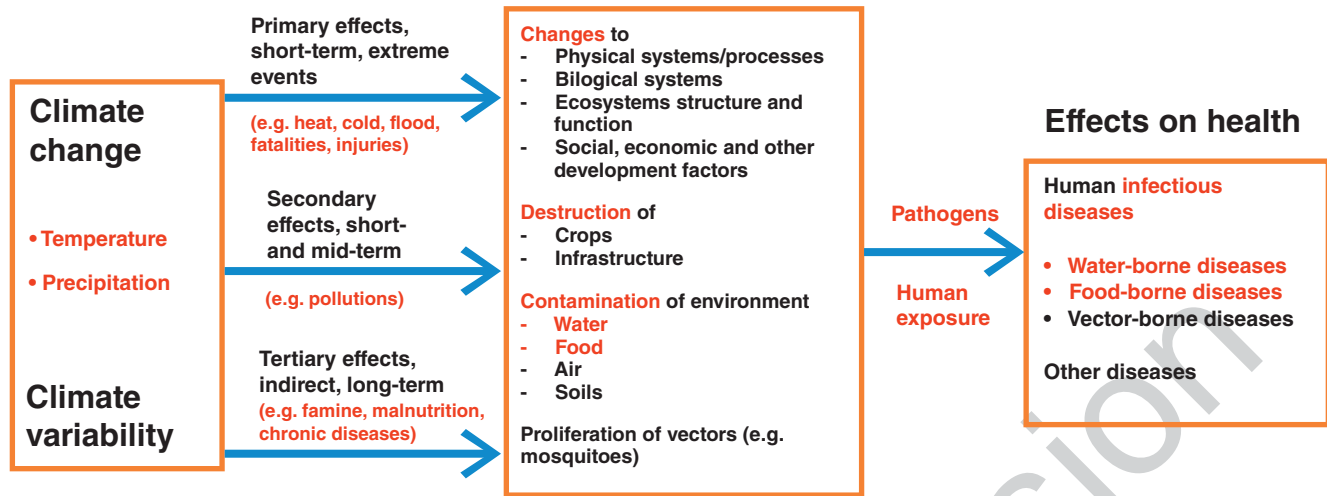 Climate
change
• Temperature
• Precipitation
Climate
variability
Primary effects,
short-term, extreme
events
(e.g. heat, cold, flood,
fatalities, injuries)
Secondary
effects, short-
and mid-term
(e.g. pollutions)
Tertiary effects,
indirect, long-term
(e.g. famine, malnutrition,
chronic diseases)
Changes to
- Physical systems/processes
- Bilogical systems
- Ecosystems structure and
function
- Social, economic and other
development factors
Destruction of
- Crops
- Infrastructure
Contamination of environment
- Water
- Food
- Air
- Soils
Proliferation of vectors (e.g.
mosquitoes)
Pathogens
Human
exposure
Effects on health
Human infectious
diseases
• Water-borne diseases
• Food-borne diseases
• Vector-borne diseases
Other diseases
sion